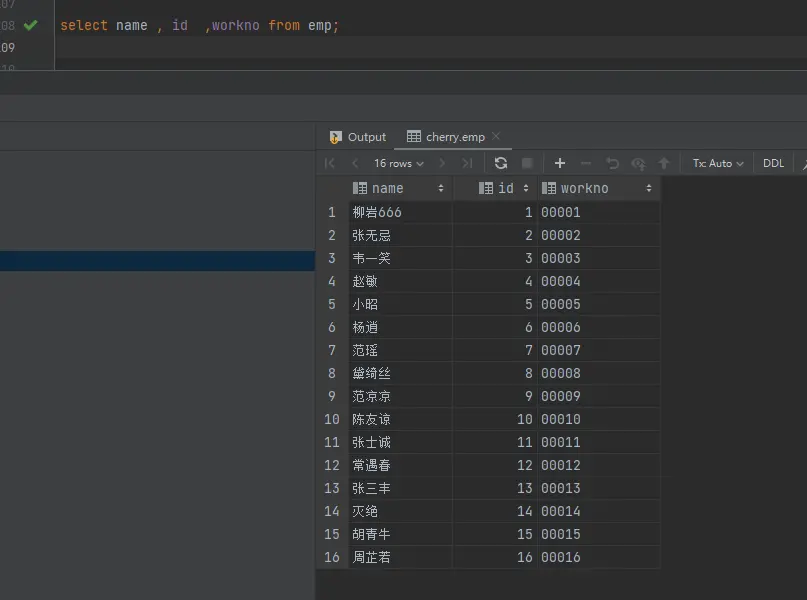 07
08 select name , id  ,workno from emp;
09
10
Output cherry.emp
16 rows Tx: Auto DDL
name id workno
1 柳岩666 1 00001
2 张无忌 2 00002
3 韦一笑 3 00003
4 赵敏 4 00004
5 小昭 5 00005
6 杨逍 6 00006
7 范瑶 7 00007
8 黛绮丝 8 00008
9 范凉凉 9 00009
10 陈友谅 10 00010
11 张士诚 11 00011
12 常遇春 12 00012
13 张三丰 13 00013
14 灭绝 14 00014
15 胡青牛 15 00015
16 周芷若 16 00016